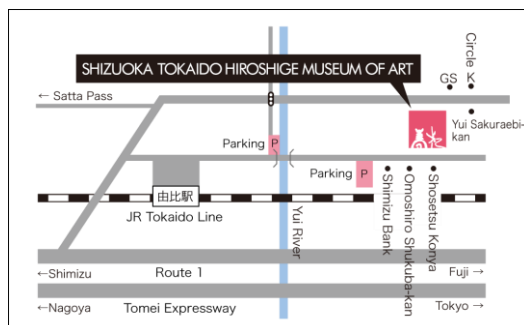 SHIZUOKA TOKAIDO HIROSHIGE MUSEUM OF ART
Circle K
GS
← Satta Pass
Yui Sakuraebi-
kan
Parking P
Parking P
由比駅
JR Tokaido Line
Yui River
Shimizu Bank
Omoshiro Shukuba-kan
Shosetsu Konya
←Shimizu
Route 1
Fuji →
←Nagoya
Tomei Expressway
Tokyo→